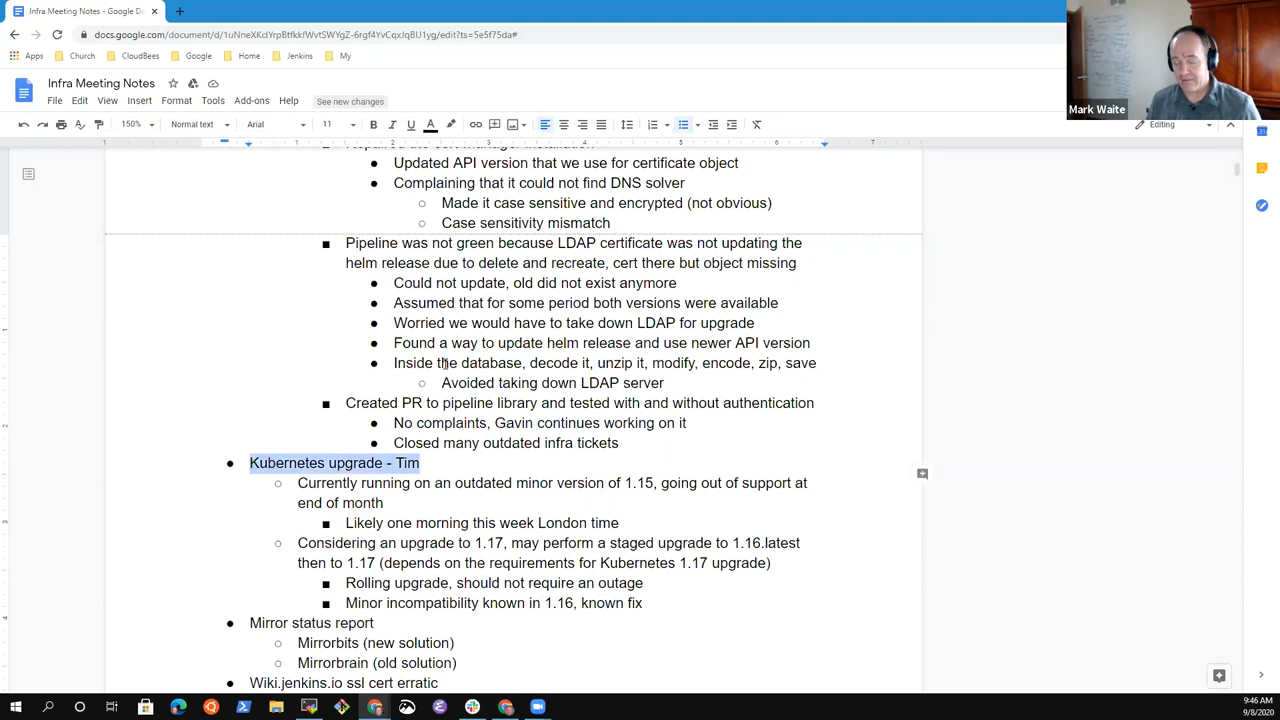 Infra Meeting Notes - Google Do
Mark Waite
Apps
Church
CloudBees
Google
Home
Jenkins
My
Infra Meeting Notes
File Edit View Insert Format Tools Add-ons Help
See new changes
150%
Normal text
Arial
11
Editing
Updated API version that we use for certificate object
Complaining that it could not find DNS solver
Made it case sensitive and encrypted (not obvious)
Case sensitivity mismatch
Pipeline was not green because LDAP certificate was not updating the
helm release due to delete and recreate, cert there but object missing
Could not update, old did not exist anymore
Assumed that for some period both versions were available
Worried we would have to take down LDAP for upgrade
Found a way to update helm release and use newer API version
Inside the database, decode it, unzip it, modify, encode, zip, save
Avoided taking down LDAP server
Created PR to pipeline library and tested with and without authentication
No complaints, Gavin continues working on it
Closed many outdated infra tickets
Kubernetes upgrade - Tim
Currently running on an outdated minor version of 1.15, going out of support at
end of month
Likely one morning this week London time
Considering an upgrade to 1.17, may perform a staged upgrade to 1.16.latest
then to 1.17 (depends on the requirements for Kubernetes 1.17 upgrade)
Rolling upgrade, should not require an outage
Minor incompatibility known in 1.16, known fix
Mirror status report
Mirrorbits (new solution)
Mirrorbrain (old solution)
Wiki.jenkins.io ssl cert erratic
9:46 AM
9/8/2020